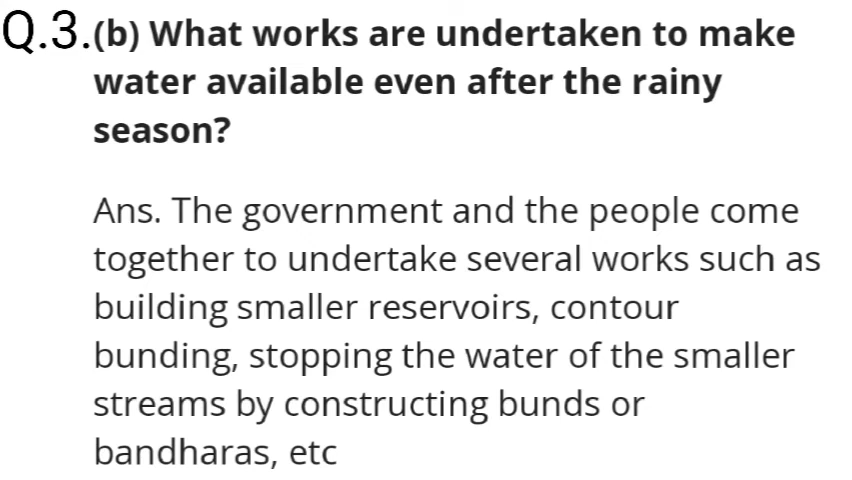 Q.3.(b) What works are undertaken to make
water available even after the rainy
season?
Ans. The government and the people come
together to undertake several works such as
building smaller reservoirs, contour
bunding, stopping the water of the smaller
streams by constructing bunds or
bandharas, etc